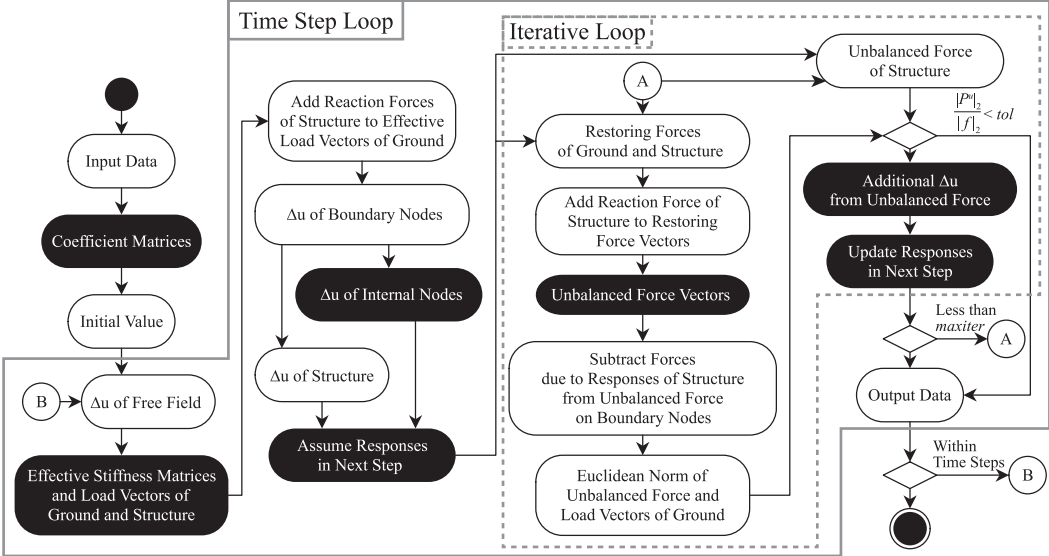 Time Step Loop
Iterative Loop
Input Data
Coefficient Matrices
Initial Value
B
Δu of Free Field
Effective Stiffness Matrices
and Load Vectors of
Ground and Structure
Add Reaction Forces
of Structure to Effective
Load Vectors of Ground
Δu of Boundary Nodes
Δu of Internal Nodes
Δu of Structure
Assume Responses
in Next Step
A
Restoring Forces
of Ground and Structure
Add Reaction Force of
Structure to Restoring
Force Vectors
Unbalanced Force Vectors
Subtract Forces
due to Responses of Structure
from Unbalanced Force
on Boundary Nodes
Euclidean Norm of
Unbalanced Force and
Load Vectors of Ground
Unbalanced Force
of Structure
|Pᵘ|₂
|f|₂ < tol
Additional Δu
from Unbalanced Force
Update Responses
in Next Step
Less than
maxiter
A
Output Data
Within
Time Steps
B